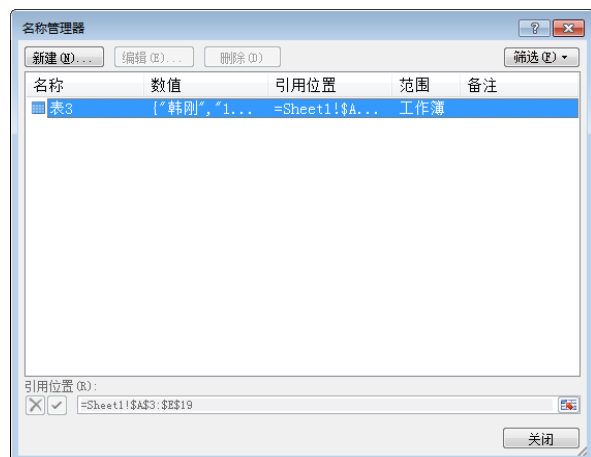 名称管理器
新建(N)... 编辑(E)... 删除(D) 筛选(F)
名称 数值 引用位置 范围 备注
表3 {"韩刚","1... =Sheet1!$A... 工作簿
引用位置(R):
=Sheet1!$A$3:$E$19
关闭